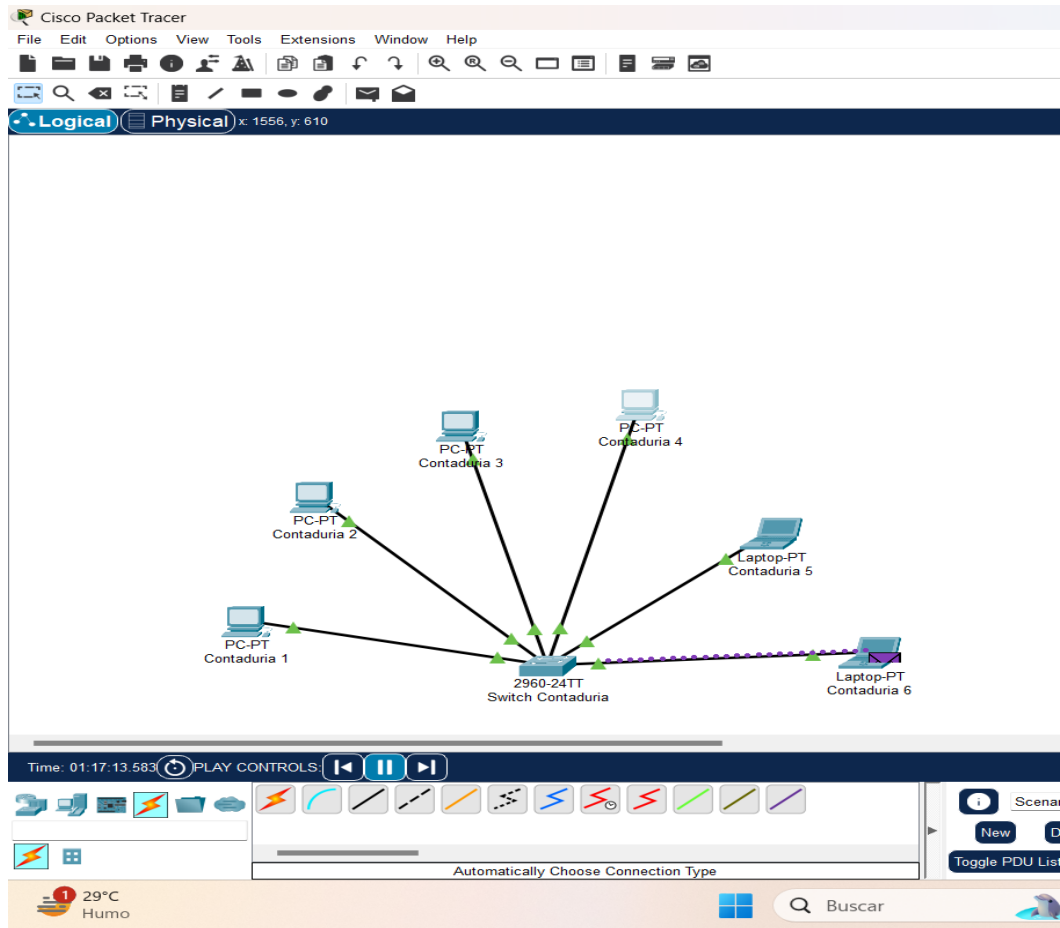 Cisco Packet Tracer
File Edit Options View Tools Extensions Window Help
Logical Physical x: 1556, y: 610
PC-PT
Contaduria 4
PC-PT
Contaduria 3
PC-PT
Contaduria 2
Laptop-PT
Contaduria 5
PC-PT
Contaduria 1
2960-24TT
Switch Contaduria
Laptop-PT
Contaduria 6
Time: 01:17:13.583 PLAY CONTROLS:
Scenar
New D
Toggle PDU List
Automatically Choose Connection Type
1
29°C
Humo
Buscar